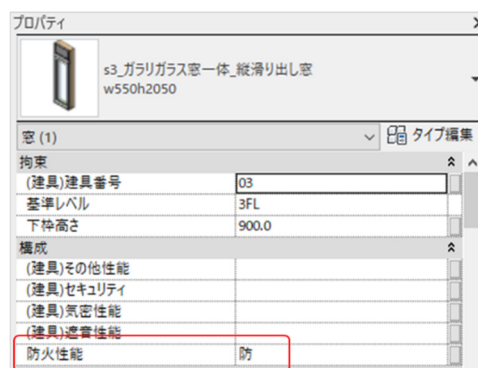 プロパティ
s3_ガラリガラス窓一体_縦滑り出し窓
w550h2050
窓 (1) タイプ編集
拘束
(建具)建具番号 03
基準レベル 3FL
下枠高さ 900.0
構成
(建具)その他性能
(建具)セキュリティ
(建具)気密性能
(建具)遮音性能
防火性能 防